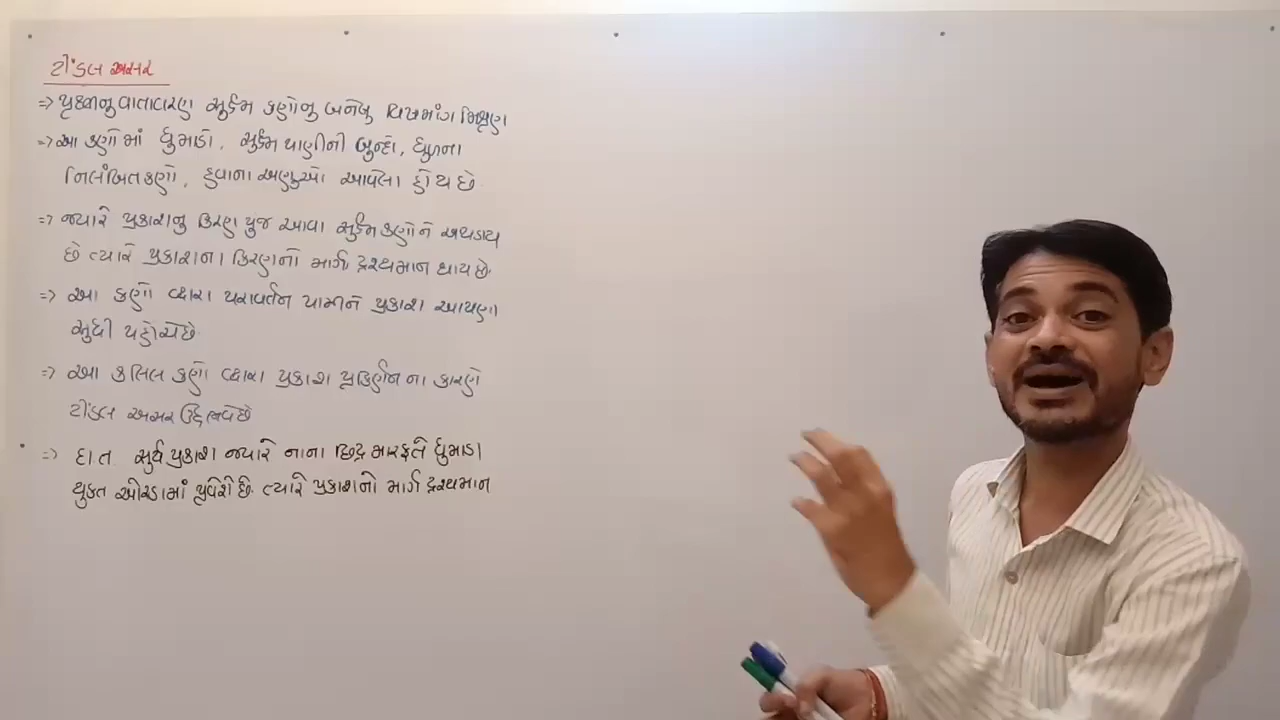 ટીંડલ અસર
=> પૃથ્વીનુ વાતાવરણ સુક્ષ્મ કણોનુ બનેલુ વિષમાંગ મિશ્રણ
=> આ કણોમાં ધુમાડો, સુક્ષ્મ પાણીની બુન્દો, ધુળના
નિલંબિત કણો, હવાના અણુઓ આવેલા હોય છે.
=> જ્યારે પ્રકાશનુ કિરણ પુંજ આવા સુક્ષ્મ કણોને અથડાય
છે ત્યારે પ્રકાશના કિરણનો માર્ગ દ્રશ્યમાન થાય છે.
=> આ કણો વ્દારા પરાવર્તન પામીને પ્રકાશ આપણા
સુધી પહોચે છે.
=> આ કલિલ કણો વ્દારા પ્રકાશ પ્રકિર્ણન ના કારણે
ટીંડલ અસર ઉદ્દભવે છે
=> દા.ત. સુર્ય પ્રકાશ જ્યારે નાના છિદ્ર મારફતે ધુમાડા
યુક્ત ઓરડામાં પ્રવેશે છે. ત્યારે પ્રકાશનો માર્ગ દ્રશ્યમાન